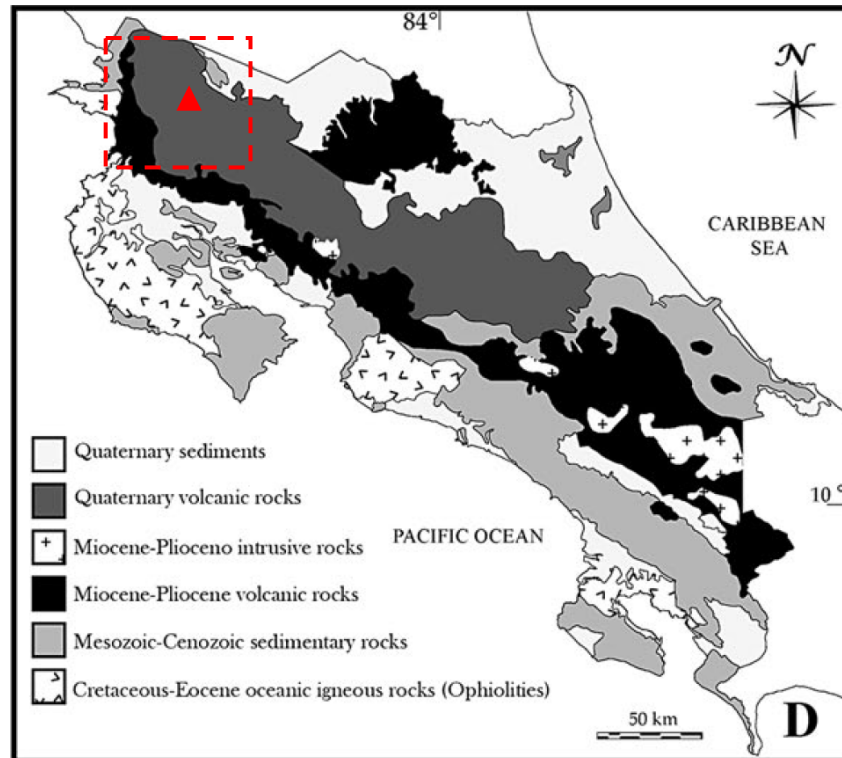 84°
N
CARIBBEAN
SEA
Quaternary sediments
Quaternary volcanic rocks
10 °
Miocene-Plioceno intrusive rocks
PACIFIC OCEAN
Miocene-Pliocene volcanic rocks
Mesozoic-Cenozoic sedimentary rocks
Cretaceous-Eocene oceanic igneous rocks (Ophiolities)
50 km
D